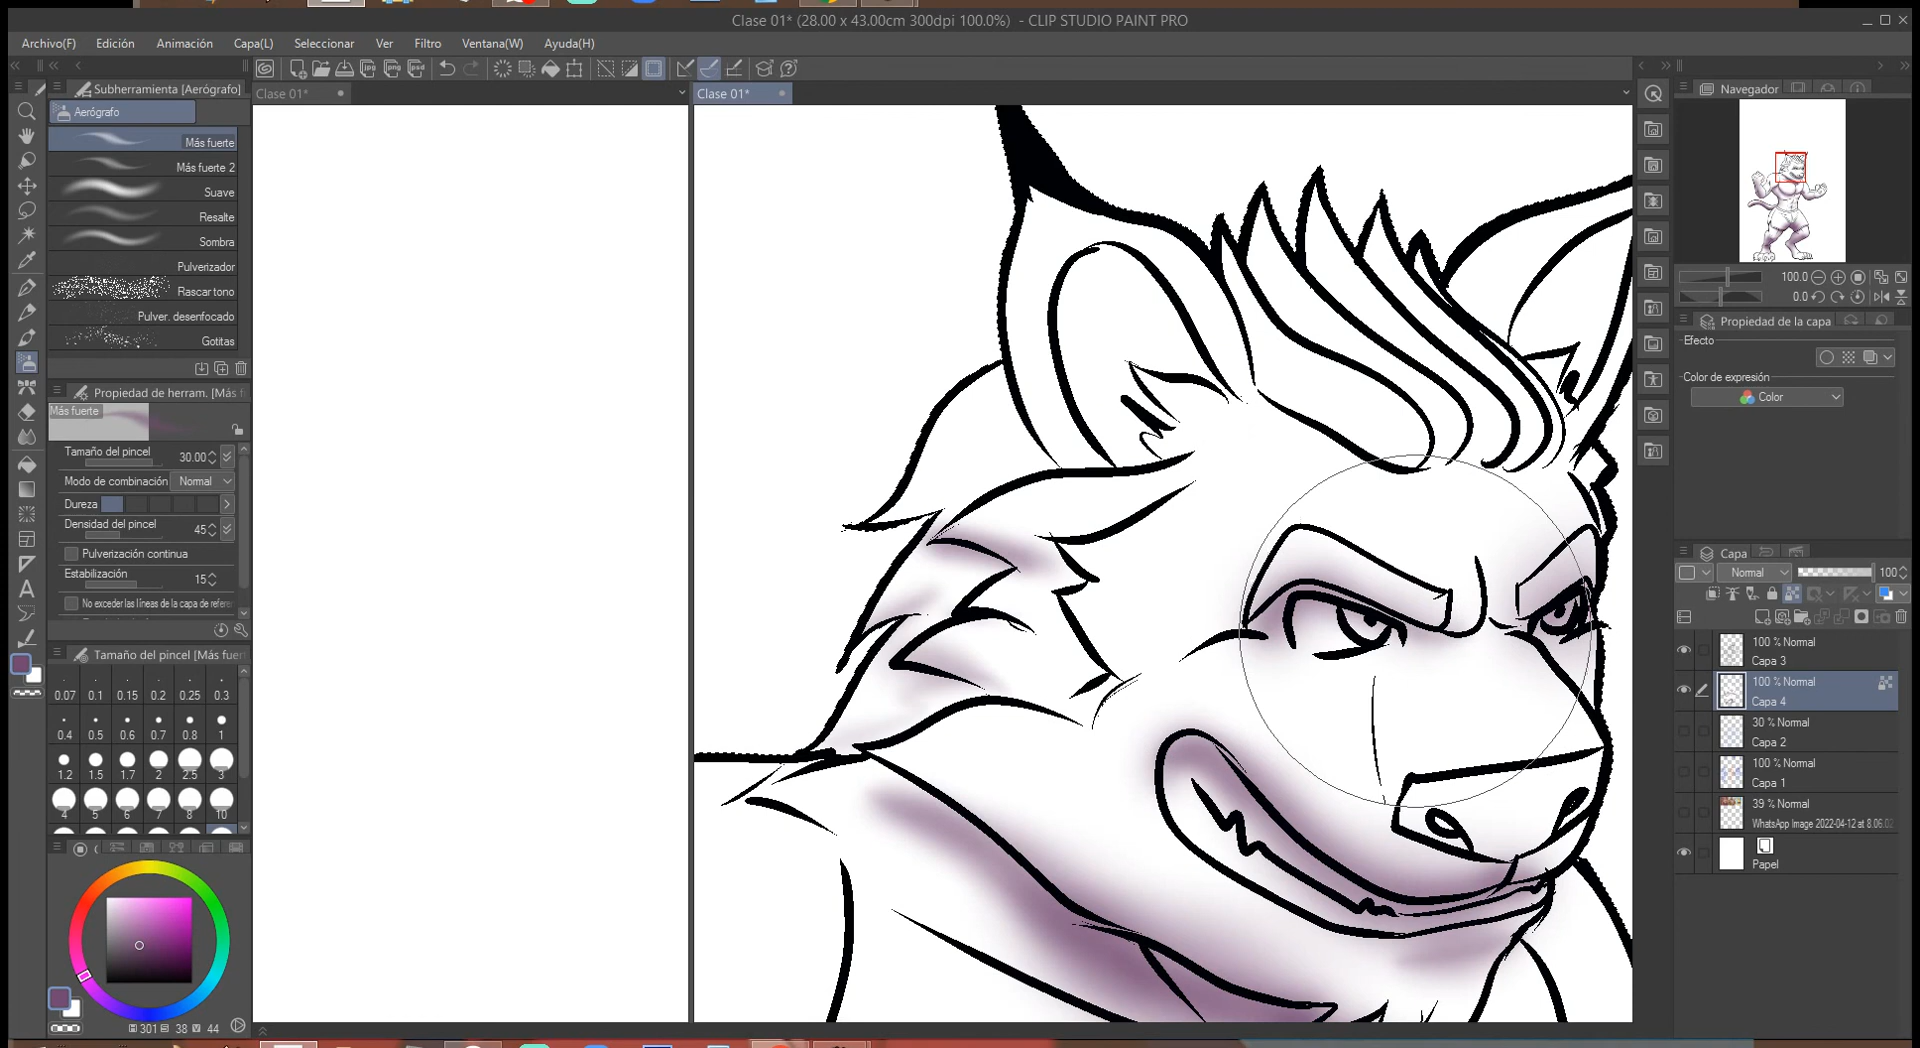 Clase 01* (28.00 x 43.00cm 300dpi 100.0%)  - CLIP STUDIO PAINT PRO
Archivo(F) Edición Animación Capa(L) Seleccionar Ver Filtro Ventana(W) Ayuda(H)
Subherramienta [Aerógrafo]
Clase 01*
Clase 01*
Navegador
Aerógrafo
Más fuerte
Más fuerte 2
Suave
Resalte
Sombra
Pulverizador
Rascar tono
Pulver. desenfocado
Gotitas
100.0
0.0
Propiedad de la capa
Efecto
Color de expresión
Color
Propiedad de herram. [Más f
Más fuerte
Tamaño del pincel 30.00
Modo de combinación Normal
Dureza
Densidad del pincel 45
Pulverización continua
Estabilización 15
No exceder las líneas de la capa de refere
Tamaño del pincel [Más fuer
0.07 0.1 0.15 0.2 0.25 0.3
0.4 0.5 0.6 0.7 0.8 1
1.2 1.5 1.7 2 2.5 3
4 5 6 7 8 10
301 38 44
Capa
Normal 100
100 % Normal
Capa 3
100 % Normal
Capa 4
30 % Normal
Capa 2
100 % Normal
Capa 1
39 % Normal
WhatsApp Image 2022-04-12 at 8.06.02
Papel